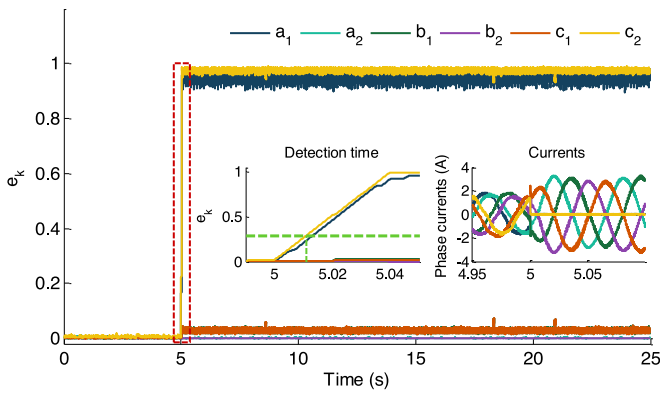 a1 a2 b1 b2 c1 c2
1
0.8
0.6
0.4
0.2
0
ek
0 5 10 15 20 25
Time (s)
Detection time
1
0.5
0
ek
5 5.02 5.04
Currents
4
2
0
-2
-4
Phase currents (A)
4.95 5 5.05